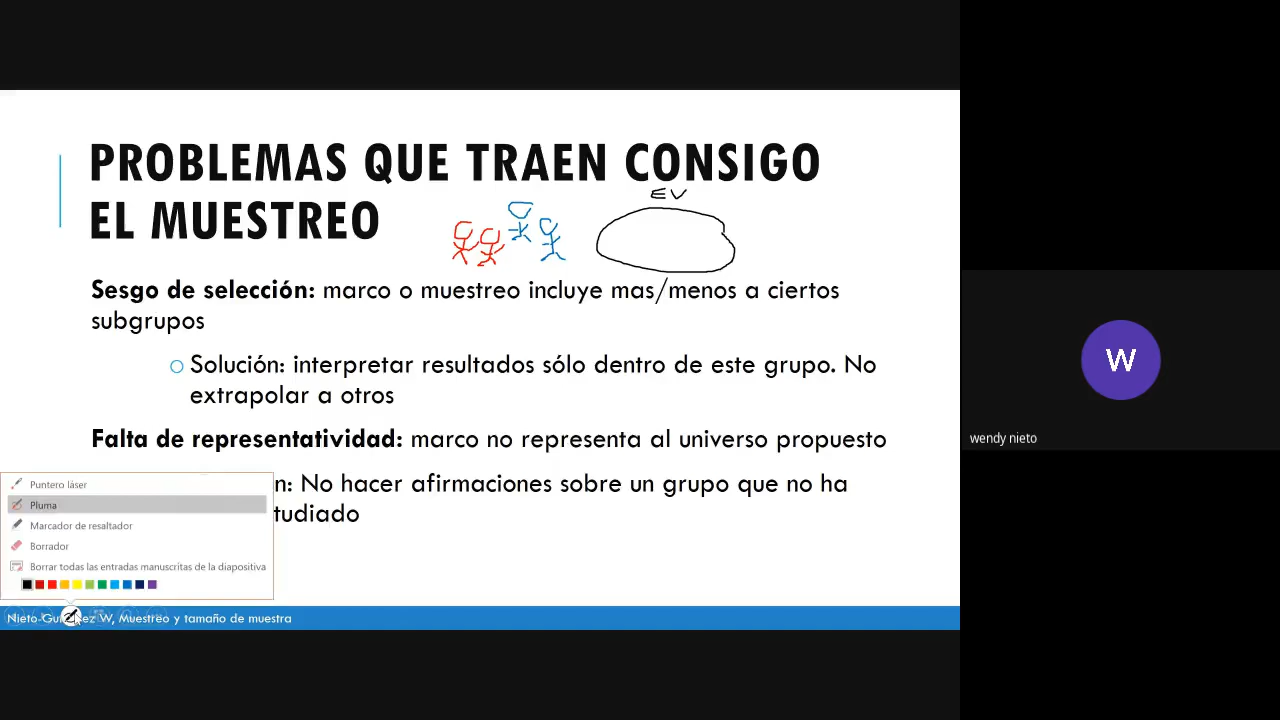 PROBLEMAS QUE TRAEN CONSIGO
EL MUESTREO
EV
Sesgo de selección: marco o muestreo incluye mas/menos a ciertos
subgrupos
Solución: interpretar resultados sólo dentro de este grupo. No
extrapolar a otros
Falta de representatividad: marco no representa al universo propuesto
n: No hacer afirmaciones sobre un grupo que no ha
tudiado
Puntero láser
Pluma
Marcador de resaltador
Borrador
Borrar todas las entradas manuscritas de la diapositiva
W, Muestreo y tamaño de muestra
W
wendy nieto